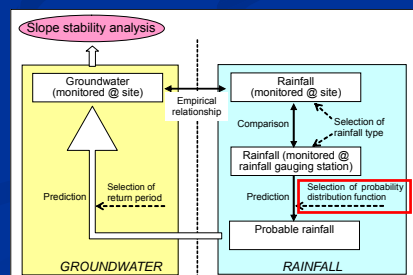 Slope stability analysis
Groundwater
(monitored @ site)
Empirical
relationship
Rainfall
(monitored @ site)
Comparison
Selection of
rainfall type
Rainfall (monitored @
rainfall gauging station)
Prediction
Selection of
return period
Prediction
Selection of probability
distribution function
Probable rainfall
GROUNDWATER
RAINFALL